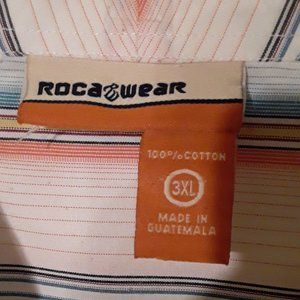 ROCAWEAR
100% COTTON
3XL
MADE IN
GUATEMALA